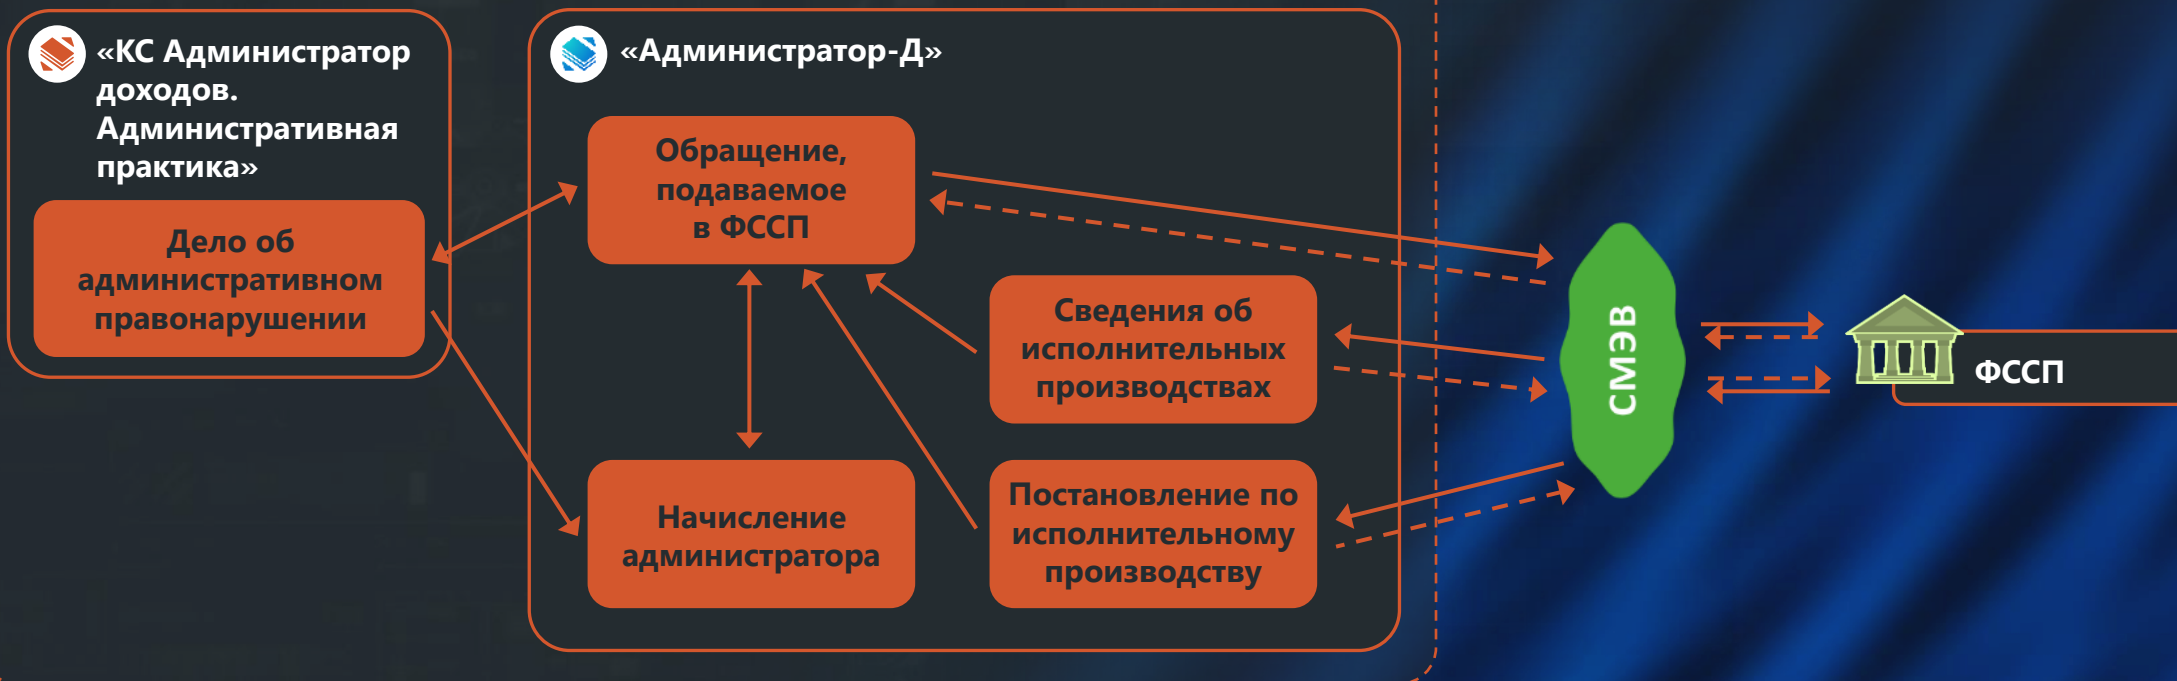 «КС Администратор
доходов.
Административная
практика»
Дело об
административном
правонарушении
«Администратор-Д»
Обращение,
подаваемое
в ФССП
Сведения об
исполнительных
производствах
Начисление
администратора
Постановление по
исполнительному
производству
СМЭВ
ФССП